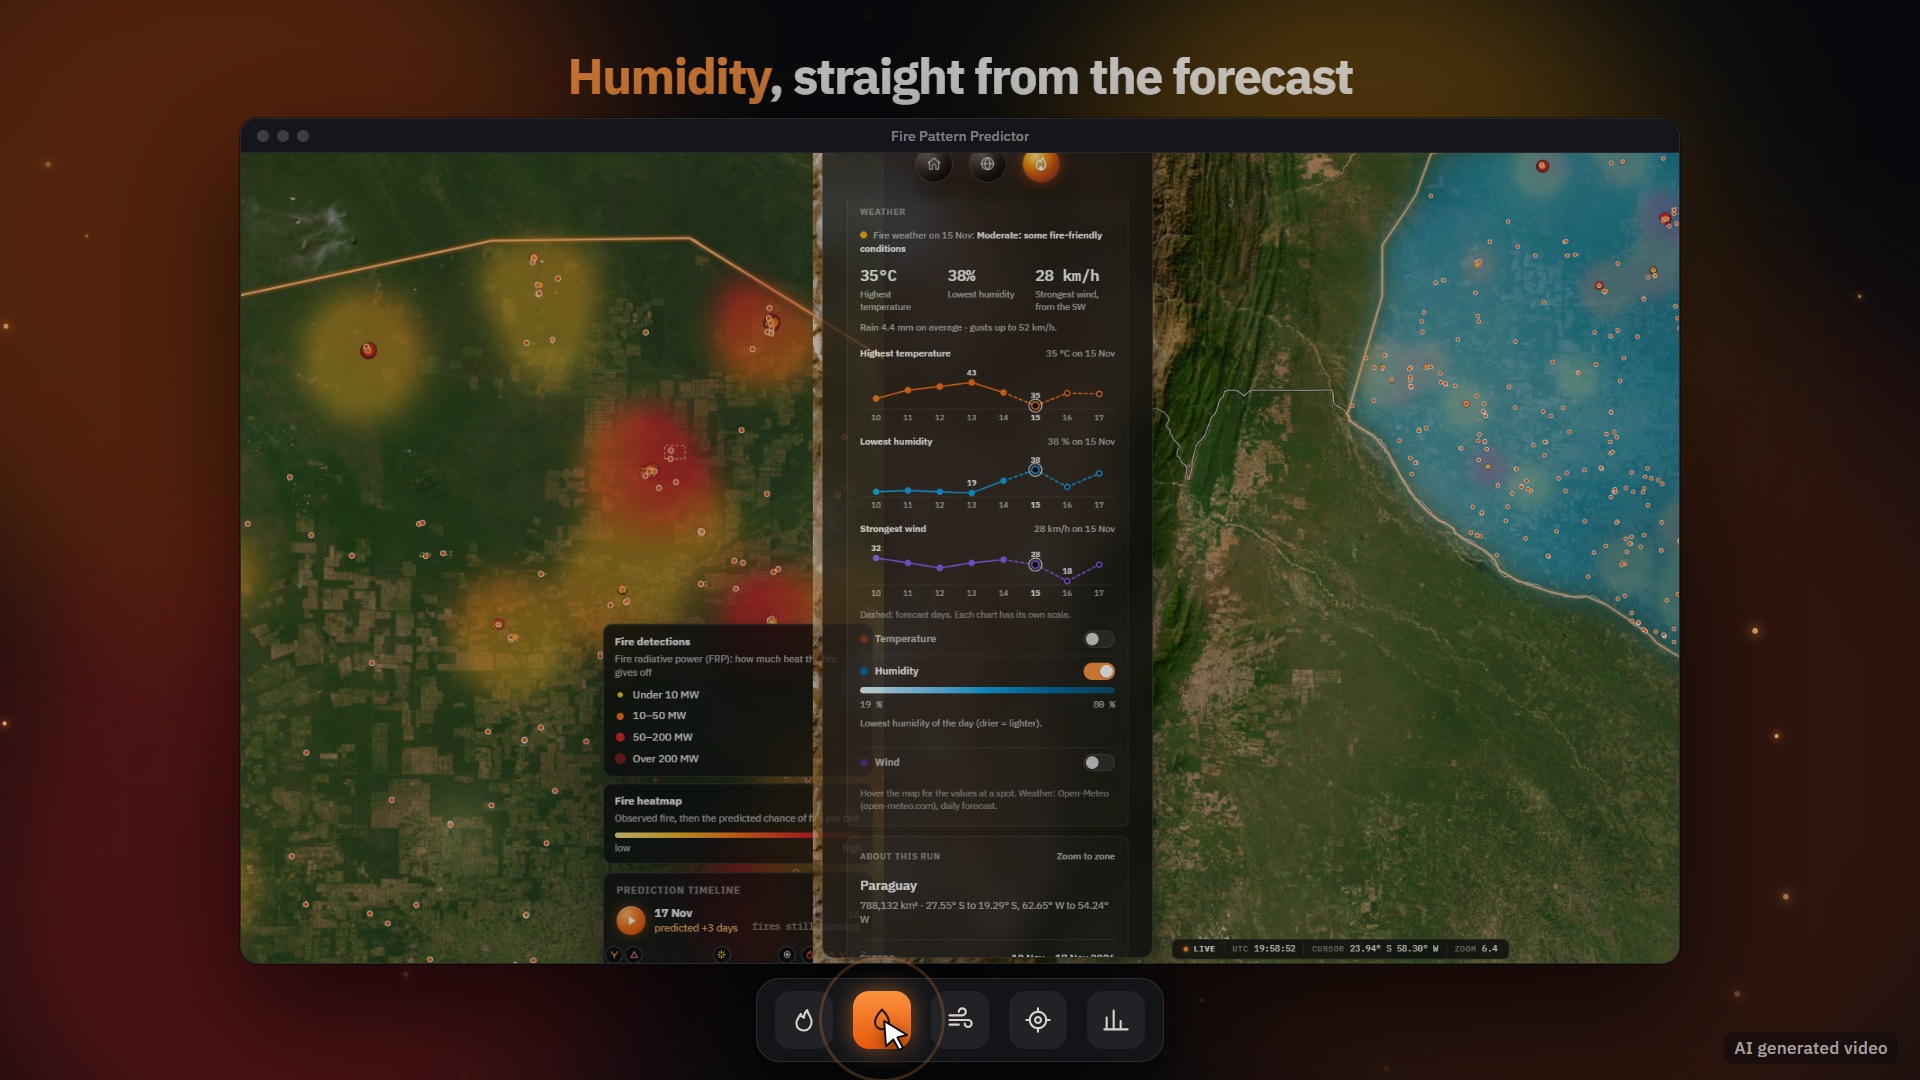 Humidity, straight from the forecast
Fire Pattern Predictor
WEATHER
Fire weather on 15 Nov: Moderate: some fire-friendly
conditions
35°C 38% 28 km/h
Highest temperature
Lowest humidity
Strongest wind, from the SW
Rain 4.4 mm on average · gusts up to 52 km/h.
Highest temperature 35 °C on 15 Nov
43
35
10 11 12 13 14 15 16 17
Lowest humidity 38 % on 15 Nov
38
19
10 11 12 13 14 15 16 17
Strongest wind 28 km/h on 15 Nov
32
28
18
10 11 12 13 14 15 16 17
Dashed: forecast days. Each chart has its own scale.
Temperature
Humidity
19 % 80 %
Lowest humidity of the day (drier = lighter).
Wind
Hover the map for the values at a spot. Weather: Open-Meteo
(open-meteo.com), daily forecast.
ABOUT THIS RUN Zoom to zone
Paraguay
788,132 km² · 27.55° S to 19.29° S, 62.65° W to 54.24°
W
Fire detections
Fire radiative power (FRP): how much heat the fire
gives off
Under 10 MW
10–50 MW
50–200 MW
Over 200 MW
Fire heatmap
Observed fire, then the predicted chance of fire per cell
low high
PREDICTION TIMELINE
17 Nov
predicted +3 days fires still burning
LIVE UTC 19:58:52 CURSOR 23.94° S 58.30° W ZOOM 6.4
AI generated video